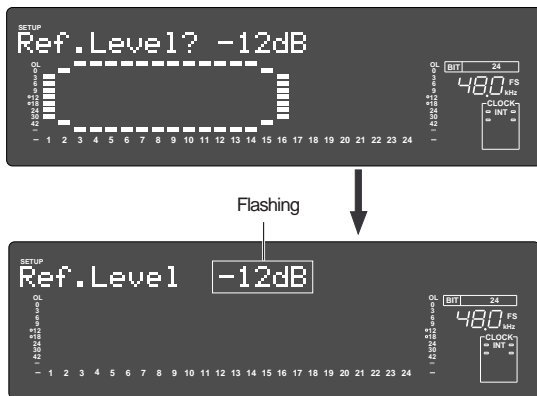 SETUP
Ref.Level? -12dB
OL
0
3
6
9
12
18
24
30
42
–
OL
0
3
6
9
12
18
24
30
42
–
BIT 24
48.0 FS
kHz
CLOCK
INT
– 1 2 3 4 5 6 7 8 9 10 11 12 13 14 15 16 17 18 19 20 21 22 23 24 –
Flashing
SETUP
Ref.Level -12dB
OL
0
3
6
9
12
18
24
30
42
–
OL
0
3
6
9
12
18
24
30
42
–
BIT 24
48.0 FS
kHz
CLOCK
INT
– 1 2 3 4 5 6 7 8 9 10 11 12 13 14 15 16 17 18 19 20 21 22 23 24 –